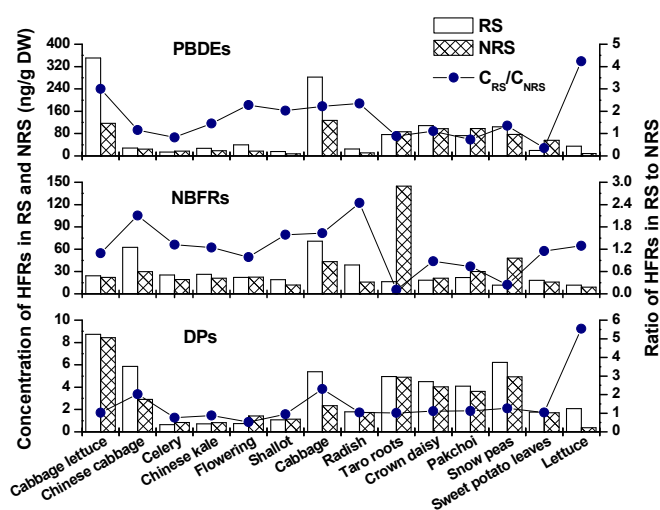 RS
NRS
C_RS/C_NRS
PBDEs
400
320
240
160
80
0
5
4
3
2
1
0
NBFRs
150
120
90
60
30
0
3.0
2.4
1.8
1.2
0.6
0.0
DPs
10
8
6
4
2
0
6
5
4
3
2
1
0
Concentration of HFRs in RS and NRS (ng/g DW)
Ratio of HFRs in RS to NRS
Cabbage lettuce
Chinese cabbage
Celery
Chinese kale
Flowering
Shallot
Cabbage
Radish
Taro roots
Crown daisy
Pakchoi
Snow peas
Sweet potato leaves
Lettuce